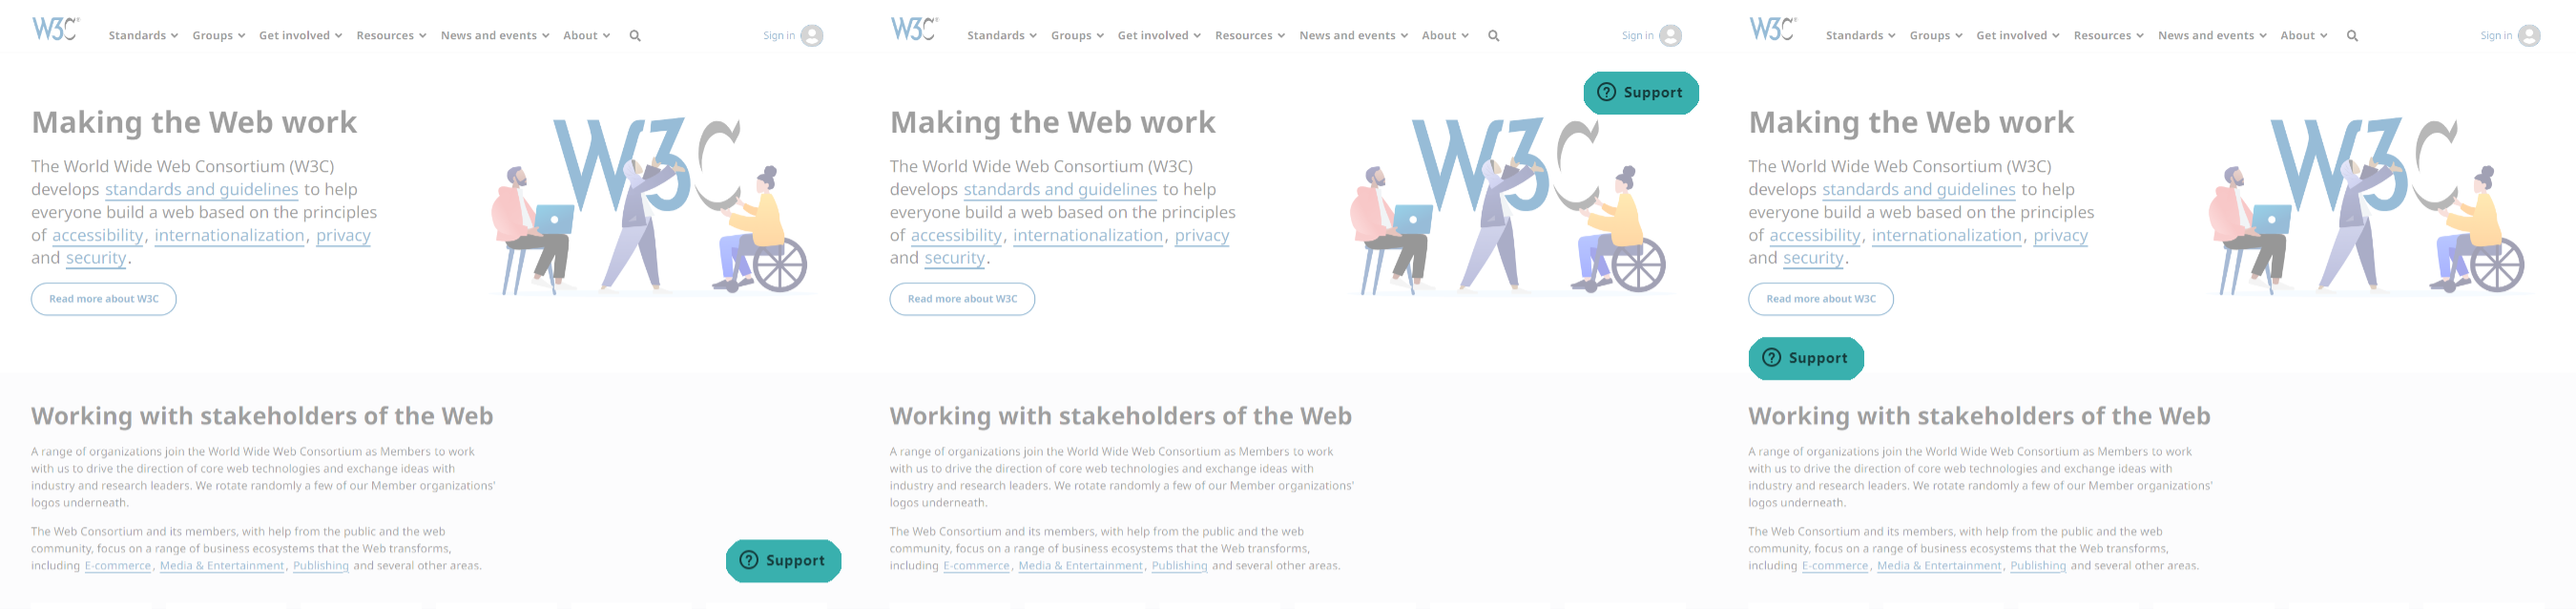 W3C
Standards Groups Get involved Resources News and events About
Sign in
Making the Web work
The World Wide Web Consortium (W3C)
develops standards and guidelines to help
everyone build a web based on the principles
of accessibility, internationalization, privacy
and security.
Read more about W3C
W3C
Working with stakeholders of the Web
A range of organizations join the World Wide Web Consortium as Members to work
with us to drive the direction of core web technologies and exchange ideas with
industry and research leaders. We rotate randomly a few of our Member organizations'
logos underneath.
The Web Consortium and its members, with help from the public and the web
community, focus on a range of business ecosystems that the Web transforms,
including E-commerce, Media & Entertainment, Publishing and several other areas.
? Support
W3C
Standards Groups Get involved Resources News and events About
Sign in
? Support
Making the Web work
The World Wide Web Consortium (W3C)
develops standards and guidelines to help
everyone build a web based on the principles
of accessibility, internationalization, privacy
and security.
Read more about W3C
W3C
Working with stakeholders of the Web
A range of organizations join the World Wide Web Consortium as Members to work
with us to drive the direction of core web technologies and exchange ideas with
industry and research leaders. We rotate randomly a few of our Member organizations'
logos underneath.
The Web Consortium and its members, with help from the public and the web
community, focus on a range of business ecosystems that the Web transforms,
including E-commerce, Media & Entertainment, Publishing and several other areas.
W3C
Standards Groups Get involved Resources News and events About
Sign in
Making the Web work
The World Wide Web Consortium (W3C)
develops standards and guidelines to help
everyone build a web based on the principles
of accessibility, internationalization, privacy
and security.
Read more about W3C
W3C
? Support
Working with stakeholders of the Web
A range of organizations join the World Wide Web Consortium as Members to work
with us to drive the direction of core web technologies and exchange ideas with
industry and research leaders. We rotate randomly a few of our Member organizations'
logos underneath.
The Web Consortium and its members, with help from the public and the web
community, focus on a range of business ecosystems that the Web transforms,
including E-commerce, Media & Entertainment, Publishing and several other areas.